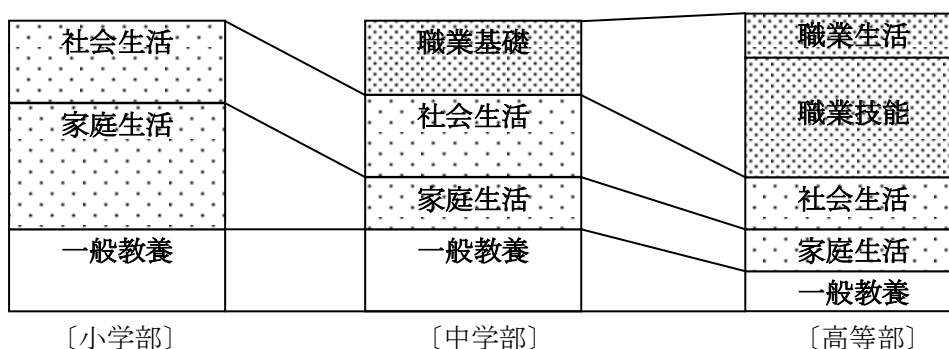 社会生活
家庭生活
一般教養
〔小学部〕
職業基礎
社会生活
家庭生活
一般教養
〔中学部〕
職業生活
職業技能
社会生活
家庭生活
一般教養
〔高等部〕